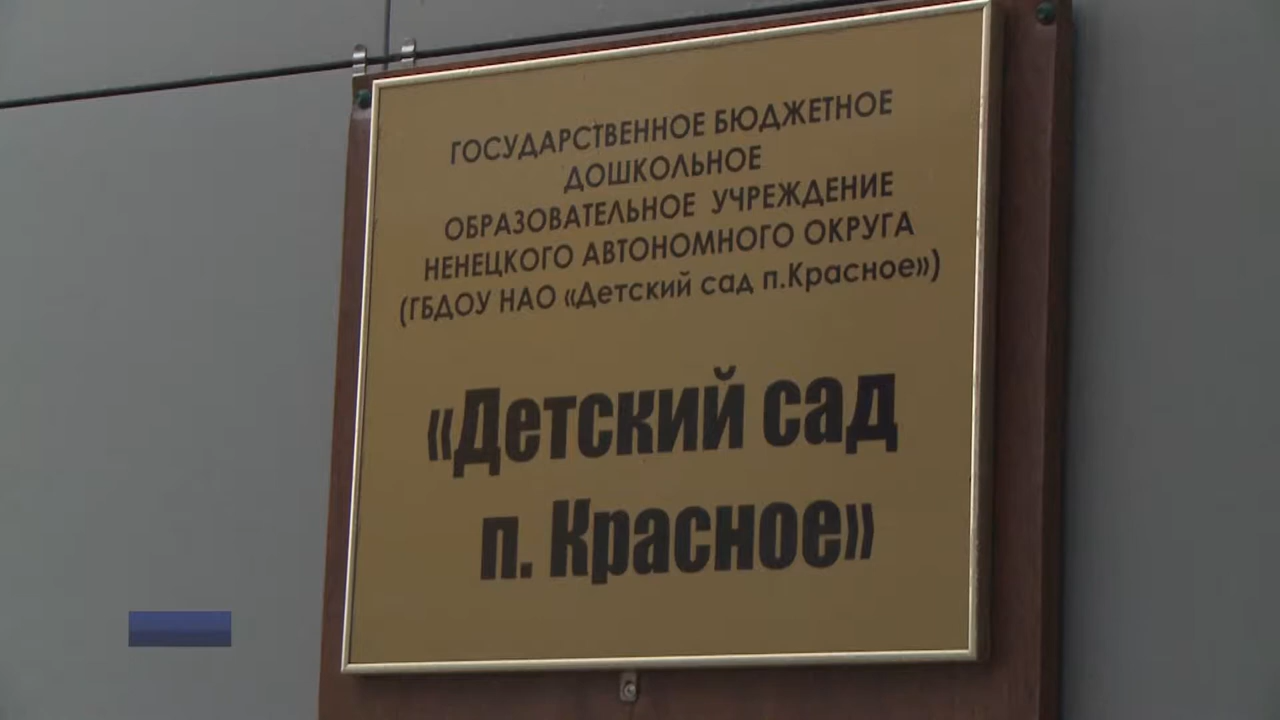 ГОСУДАРСТВЕННОЕ БЮДЖЕТНОЕ
ДОШКОЛЬНОЕ
ОБРАЗОВАТЕЛЬНОЕ УЧРЕЖДЕНИЕ
НЕНЕЦКОГО АВТОНОМНОГО ОКРУГА
(ГБДОУ НАО «Детский сад п.Красное»)
«Детский сад
п. Красное»